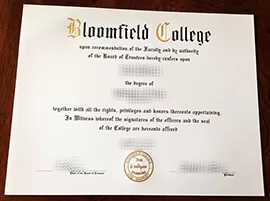 Bloomfield College
upon recommendation of the Faculty and by authority
of the Board of Trustees hereby confers upon
the degree of
together with all the rights, privileges and honors thereunto appertaining.
In Witness whereof the signatures of the officers and the seal
of the College are hereunto affixed